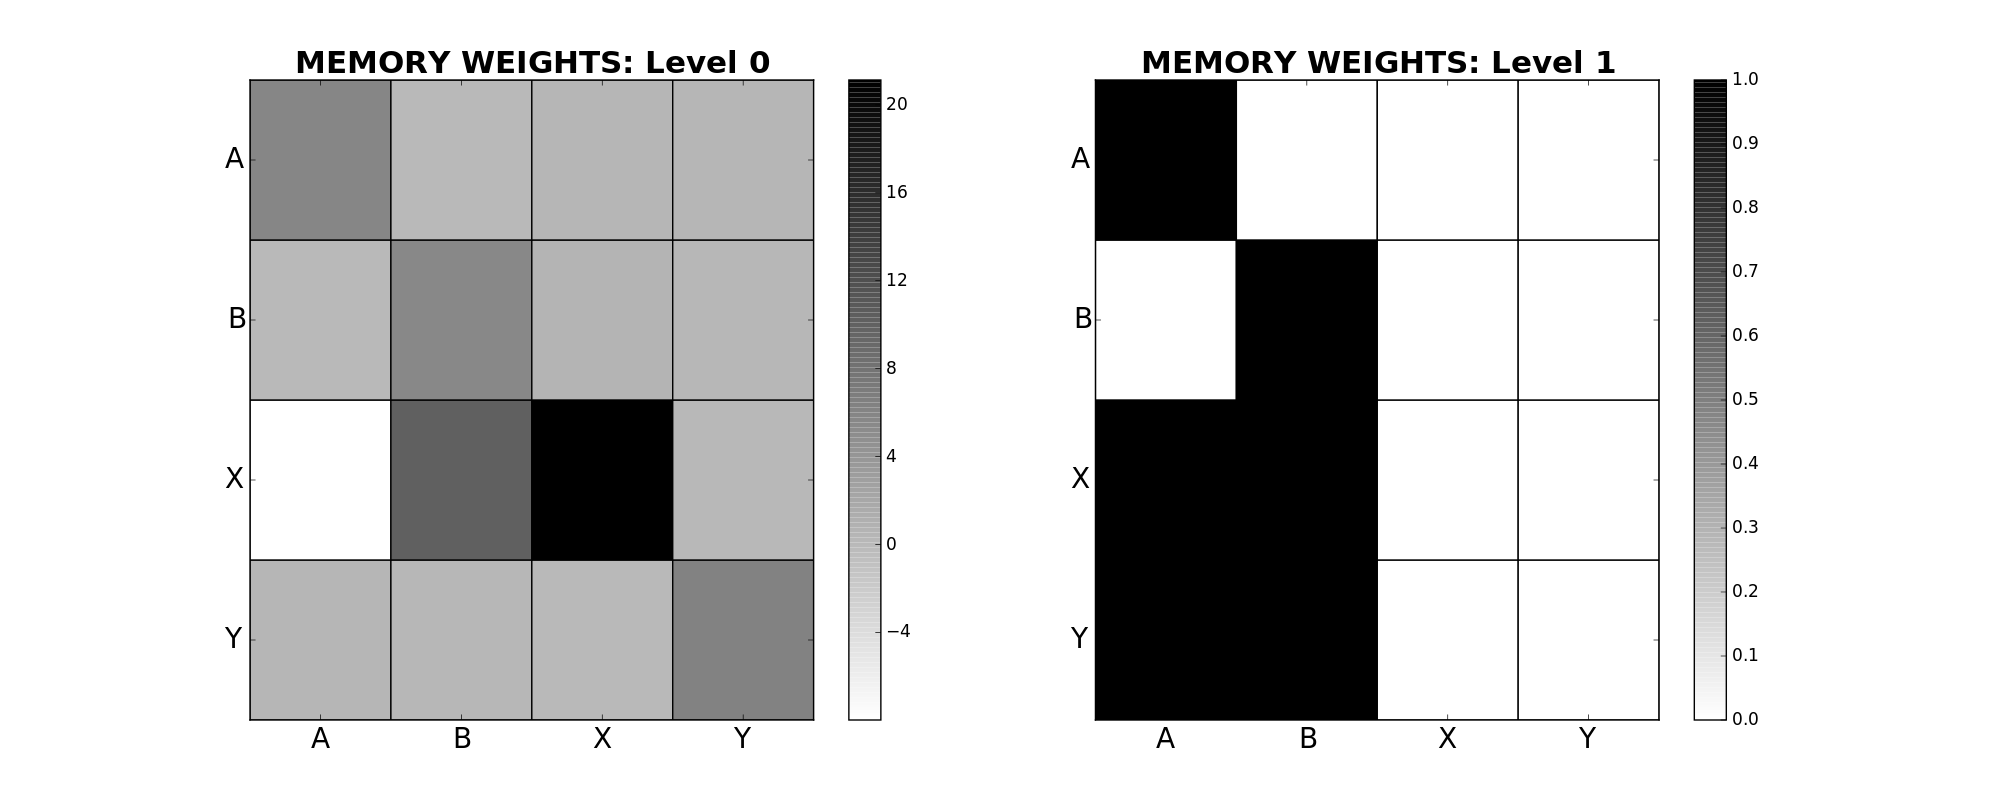 MEMORY WEIGHTS: Level 0
A
B
X
Y
A B X Y
20
16
12
8
4
0
−4
MEMORY WEIGHTS: Level 1
A
B
X
Y
A B X Y
1.0
0.9
0.8
0.7
0.6
0.5
0.4
0.3
0.2
0.1
0.0